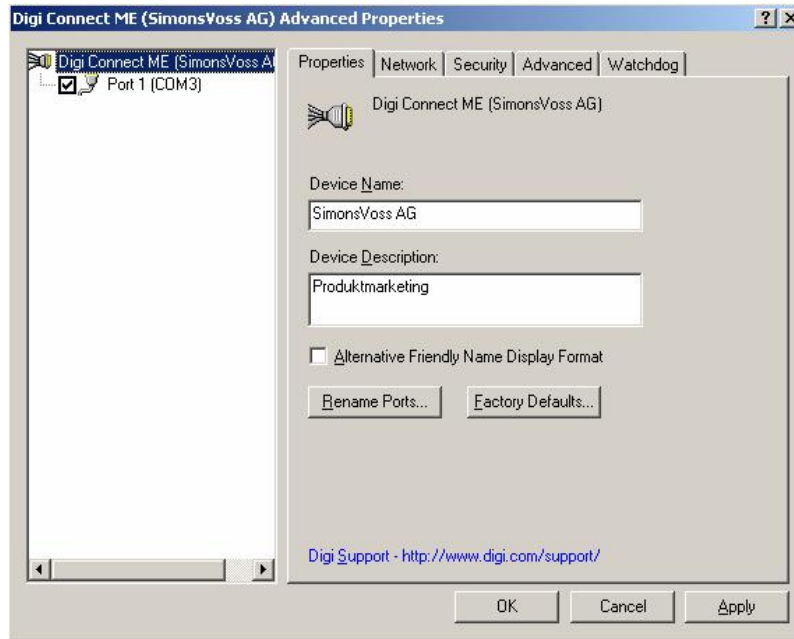 Digi Connect ME (SimonsVoss AG) Advanced Properties
Digi Connect ME (SimonsVoss A
Port 1 (COM3)
Properties Network Security Advanced Watchdog
Digi Connect ME (SimonsVoss AG)
Device Name:
SimonsVoss AG
Device Description:
Produktmarketing
Alternative Friendly Name Display Format
Rename Ports... Factory Defaults...
Digi Support - http://www.digi.com/support/
OK Cancel Apply